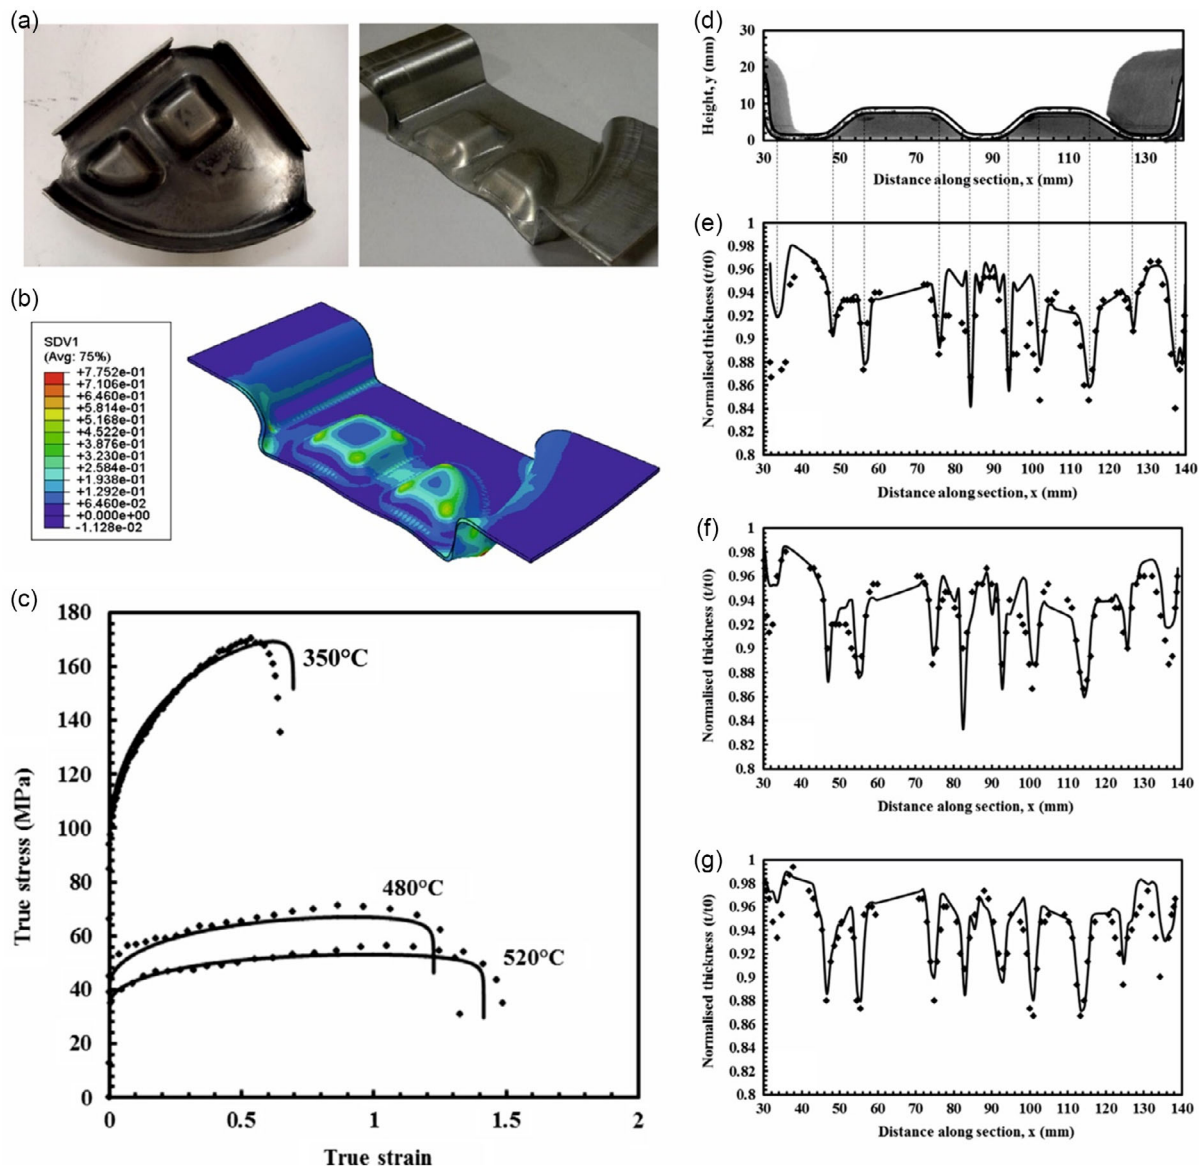 (a)
(b)
SDV1
(Avg: 75%)
+7.752e-01
+7.106e-01
+6.460e-01
+5.814e-01
+5.168e-01
+4.522e-01
+3.876e-01
+3.230e-01
+2.584e-01
+1.938e-01
+1.292e-01
+6.460e-02
+0.000e+00
-1.128e-02
(c)
180
160
140
120
100
80
60
40
20
0
True stress (MPa)
350°C
480°C
520°C
0
0.5
1
1.5
2
True strain
(d)
30
20
10
0
Height, y (mm)
30
50
70
90
110
130
Distance along section, x (mm)
(e)
1
0.98
0.96
0.94
0.92
0.9
0.88
0.86
0.84
0.82
0.8
Normalised thickness (t/t0)
30 40 50 60 70 80 90 100 110 120 130 140
Distance along section, x (mm)
(f)
1
0.98
0.96
0.94
0.92
0.9
0.88
0.86
0.84
0.82
0.8
Normalised thickness (t/t0)
30 40 50 60 70 80 90 100 110 120 130 140
Distance along section, x (mm)
(g)
1
0.98
0.96
0.94
0.92
0.9
0.88
0.86
0.84
0.82
0.8
Normalised thickness (t/t0)
30 40 50 60 70 80 90 100 110 120 130 140
Distance along section, x (mm)